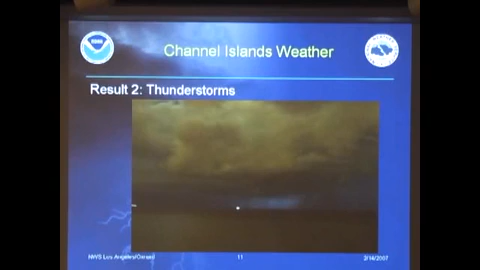 Channel Islands Weather
Result 2: Thunderstorms
NWS Los Angeles/Oxnard
11
2/14/2007